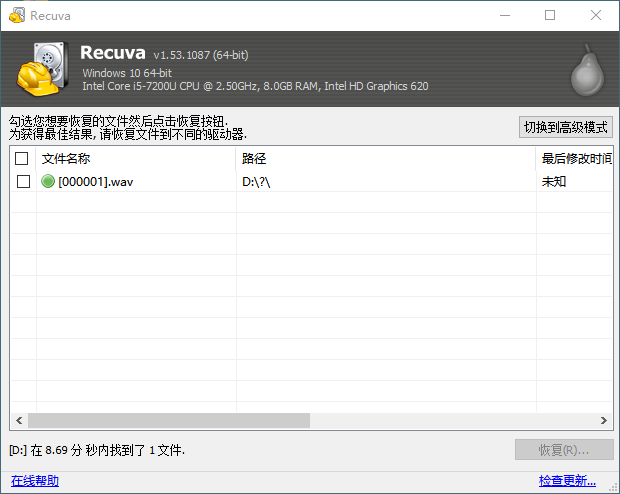 Recuva
Recuva v1.53.1087 (64-bit)
Windows 10 64-bit
Intel Core i5-7200U CPU @ 2.50GHz, 8.0GB RAM, Intel HD Graphics 620
勾选您想要恢复的文件然后点击恢复按钮.
为获得最佳结果, 请恢复文件到不同的驱动器.
切换到高级模式
文件名称 路径 最后修改时间
[000001].wav D:\?\ 未知
[D:] 在 8.69 分 秒内找到了 1 文件.
恢复(R)...
在线帮助 检查更新...